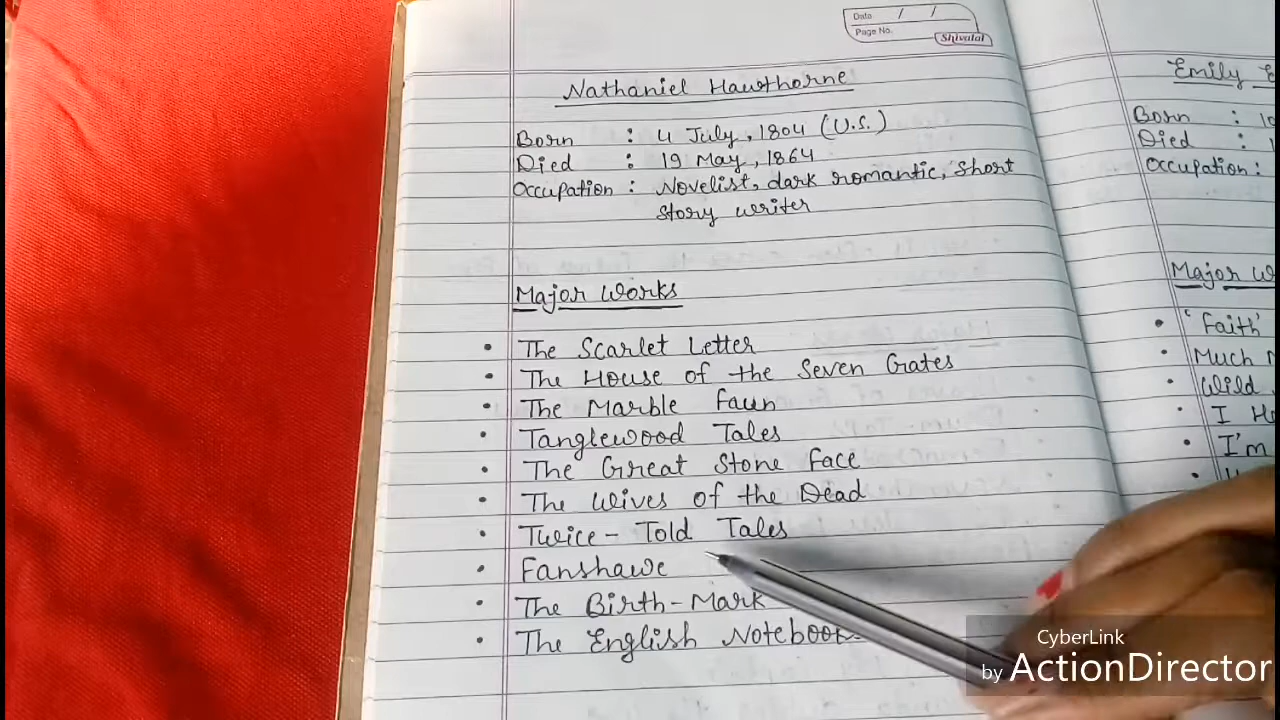 Data / /
Page No.
Shivalal
Nathaniel Hawthorne
Born : 4 July, 1804 (U.S.)
Died : 19 May, 1864
Occupation : Novelist, dark romantic, Short
Story writer
Major Works
• The Scarlet Letter
• The House of the Seven Grates
• The Marble Faun
• Tanglewood Tales
• The Great Stone Face
• The Wives of the Dead
• Twice-Told Tales
• Fanshawe
• The Birth-Mark
• The English Notebook
Emily
Born :
Died :
Occupation :
Major
• 'Faith'
• Much
• Wild
• I
• I'm
CyberLink
by ActionDirector